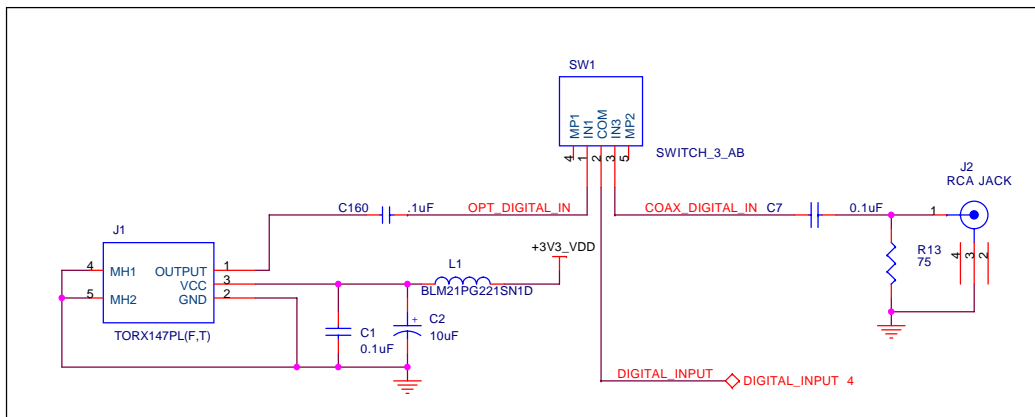 SW1
MP1
IN1
COM
IN3
MP2
4
1
2
3
5
SWITCH_3_AB
J2
RCA JACK
C160
.1uF
OPT_DIGITAL_IN
COAX_DIGITAL_IN
C7
0.1uF
1
J1
+3V3_VDD
R13
75
4
3
2
4
MH1
OUTPUT
1
VCC
3
5
MH2
GND
2
L1
BLM21PG221SN1D
TORX147PL(F,T)
C1
0.1uF
+
C2
10uF
DIGITAL_INPUT
DIGITAL_INPUT 4